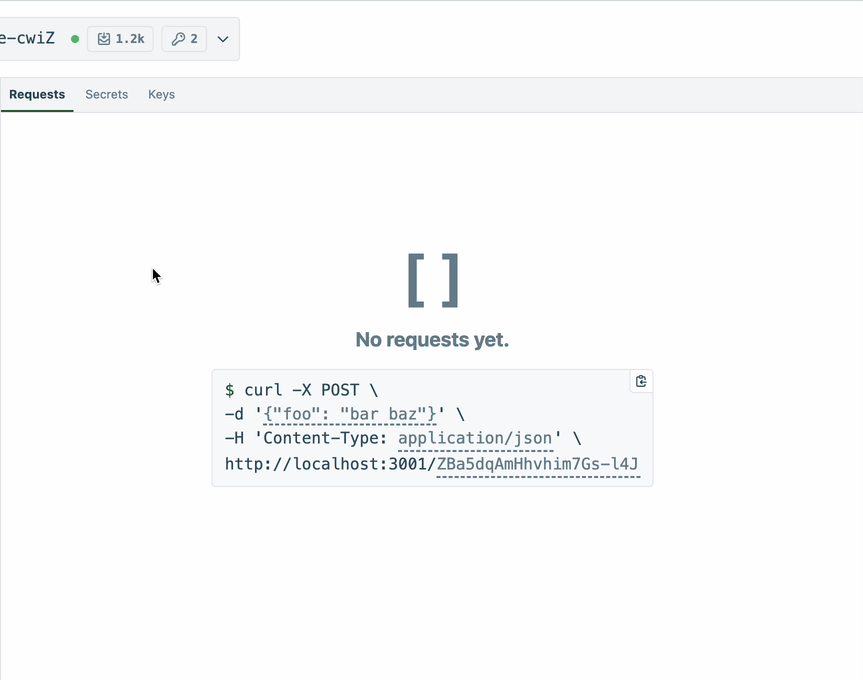 e-cwiZ 1.2k 2
Requests Secrets Keys
[ ]
No requests yet.
$ curl -X POST \
-d '{"foo": "bar baz"}' \
-H 'Content-Type: application/json' \
http://localhost:3001/ZBa5dqAmHhvhim7Gs-l4J